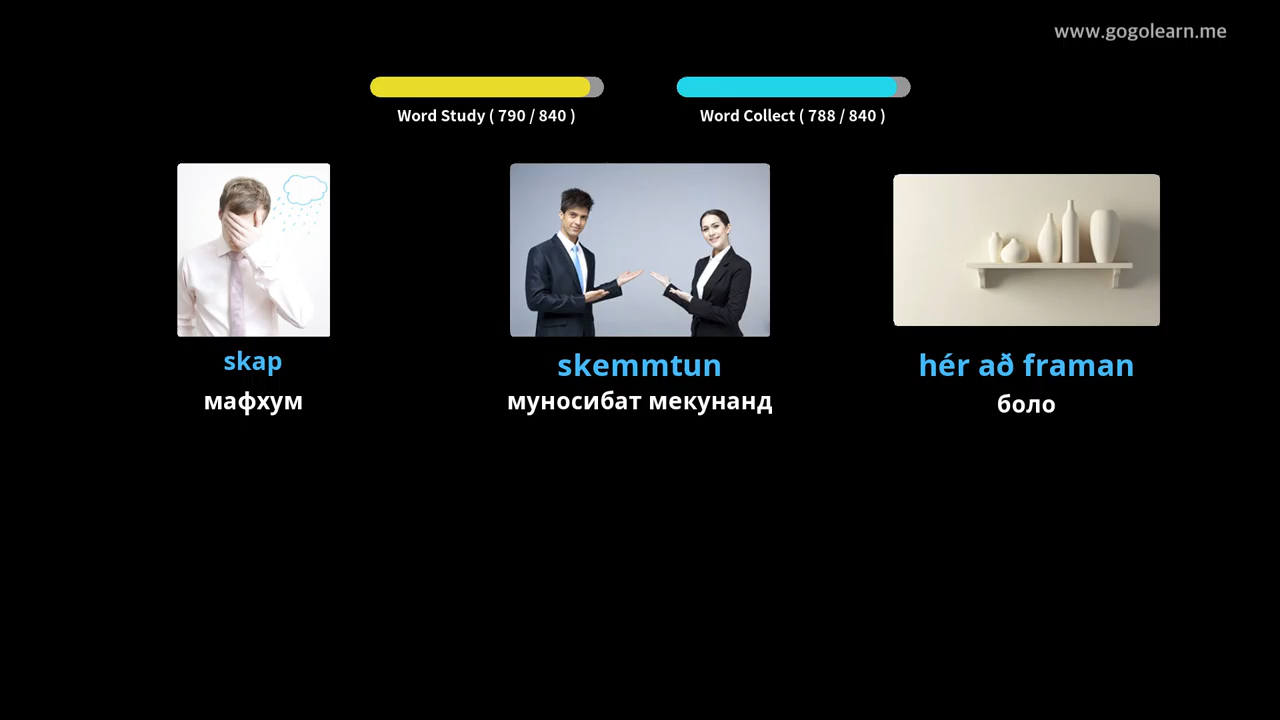 www.gogolearn.me
Word Study ( 790 / 840 )
Word Collect ( 788 / 840 )
skap
мафхум
skemmtun
муносибат мекунанд
hér að framan
боло